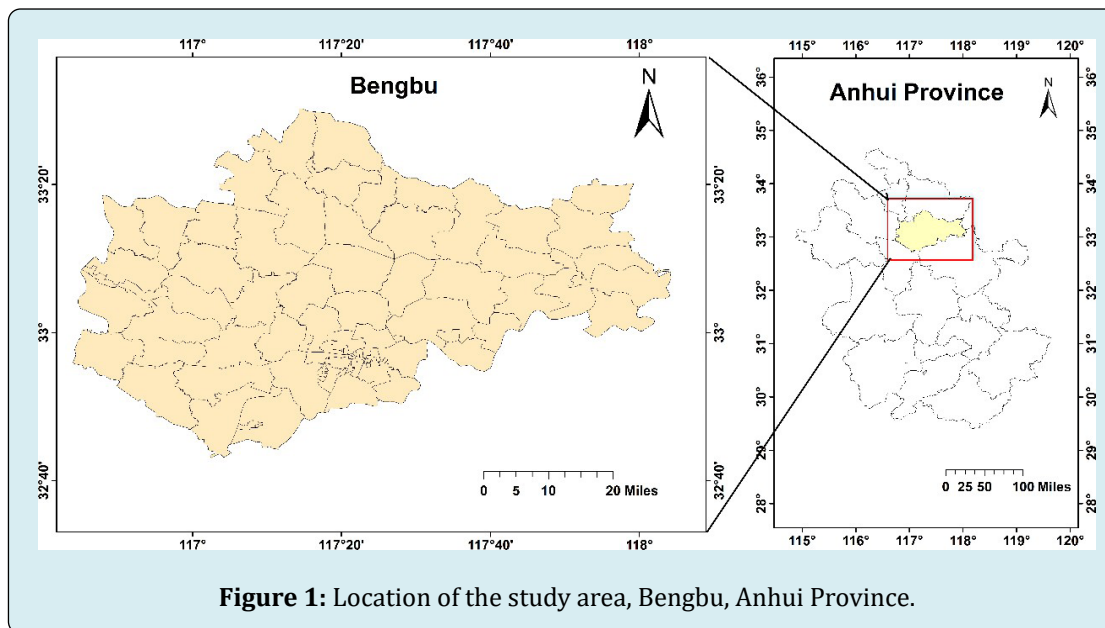 117° 117°20' 117°40' 118°
Bengbu
N
33°20' 33°20'
33° 33°
32°40' 32°40'
0 5 10 20 Miles
117° 117°20' 117°40' 118°
115° 116° 117° 118° 119° 120°
Anhui Province
N
36° 36°
35° 35°
34° 34°
33° 33°
32° 32°
31° 31°
30° 30°
29° 29°
28° 28°
0 25 50 100 Miles
115° 116° 117° 118° 119° 120°
Figure 1: Location of the study area, Bengbu, Anhui Province.